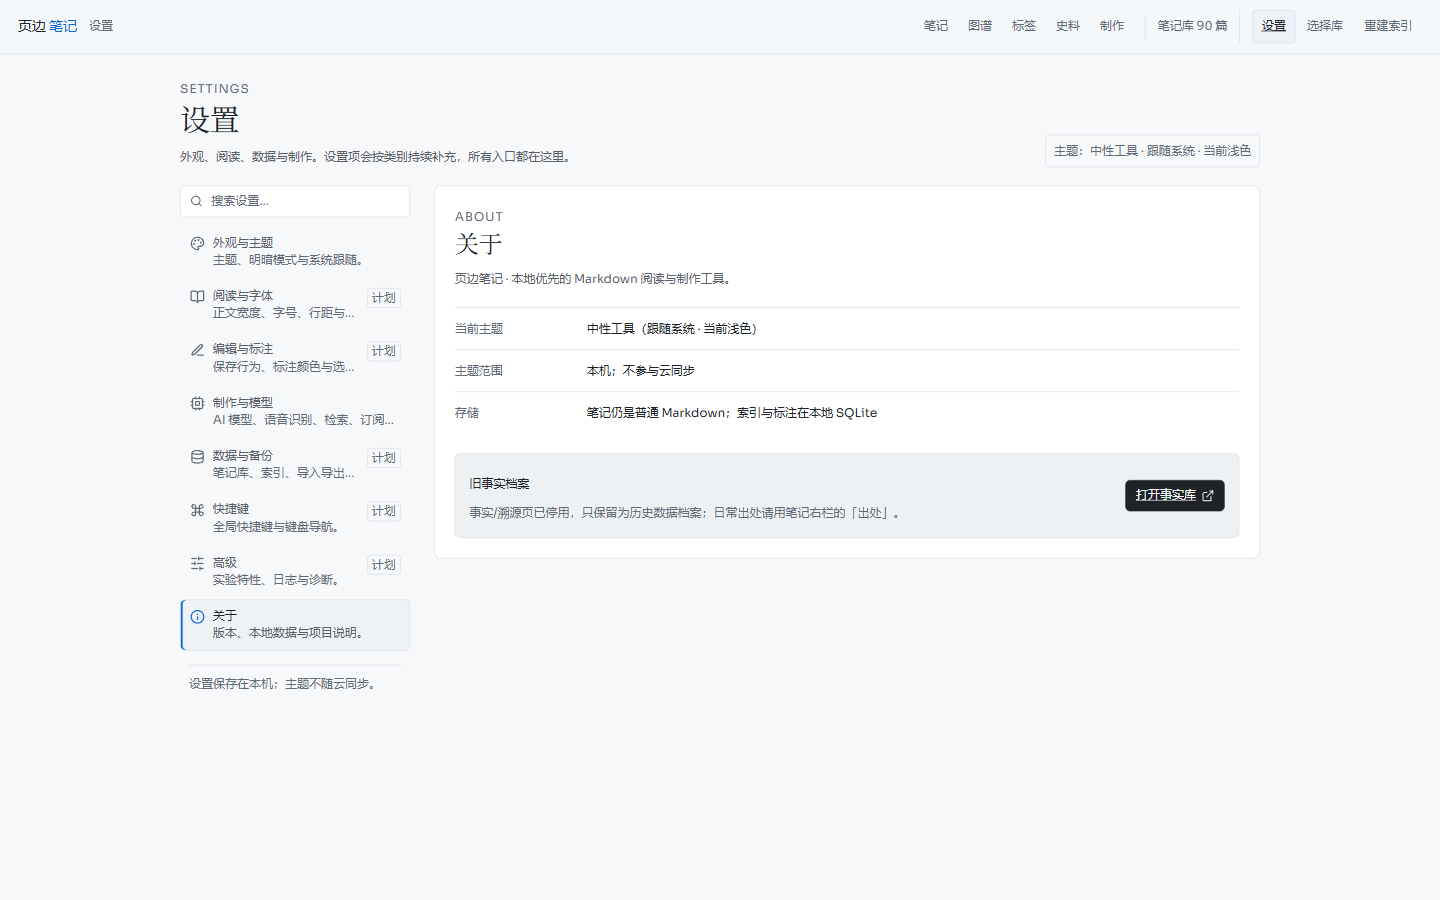 页边 笔记 设置 笔记 图谱 标签 史料 制作 笔记库 90 篇 设置 选择库 重建索引
SETTINGS
设置
外观、阅读、数据与制作。设置项会按类别持续补充，所有入口都在这里。
主题：中性工具 · 跟随系统 · 当前浅色
搜索设置...
外观与主题
主题、明暗模式与系统跟随。
阅读与字体 计划
正文宽度、字号、行距与...
编辑与标注 计划
保存行为、标注颜色与选...
制作与模型
AI 模型、语音识别、检索、订阅...
数据与备份 计划
笔记库、索引、导入导出...
快捷键 计划
全局快捷键与键盘导航。
高级 计划
实验特性、日志与诊断。
关于
版本、本地数据与项目说明。
设置保存在本机；主题不随云同步。
ABOUT
关于
页边笔记 · 本地优先的 Markdown 阅读与制作工具。
当前主题 中性工具（跟随系统 · 当前浅色）
主题范围 本机；不参与云同步
存储 笔记仍是普通 Markdown；索引与标注在本地 SQLite
旧事实档案
事实/溯源页已停用，只保留为历史数据档案；日常出处请用笔记右栏的「出处」。
打开事实库